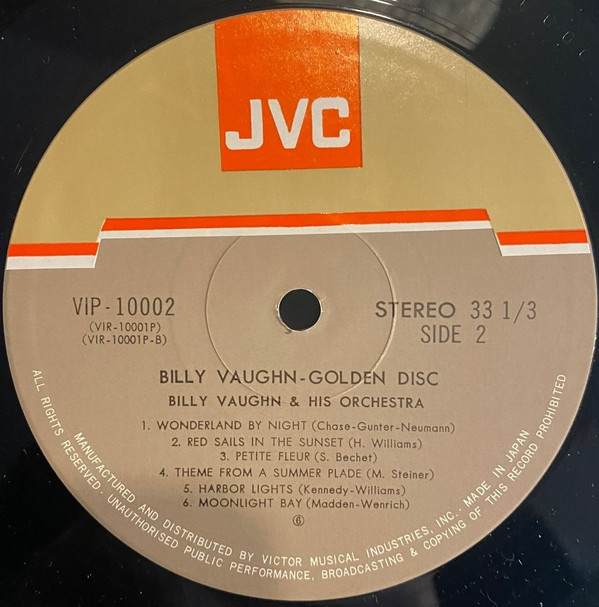 JVC
VIP-10002
(VIR-10001P)
(VIR-10001P-B)
STEREO 33 1/3
SIDE 2
BILLY VAUGHN-GOLDEN DISC
BILLY VAUGHN & HIS ORCHESTRA
1. WONDERLAND BY NIGHT (Chase-Gunter-Neumann)
2. RED SAILS IN THE SUNSET (H. Williams)
3. PETITE FLEUR (S. Bechet)
4. THEME FROM A SUMMER PLADE (M. Steiner)
5. HARBOR LIGHTS (Kennedy-Williams)
6. MOONLIGHT BAY (Madden-Wenrich)
⑥
MANUFACTURED AND DISTRIBUTED BY VICTOR MUSICAL INDUSTRIES, INC.· MADE IN JAPAN
ALL RIGHTS RESERVED· UNAUTHORISED PUBLIC PERFORMANCE, BROADCASTING & COPYING OF THIS RECORD PROHIBITED